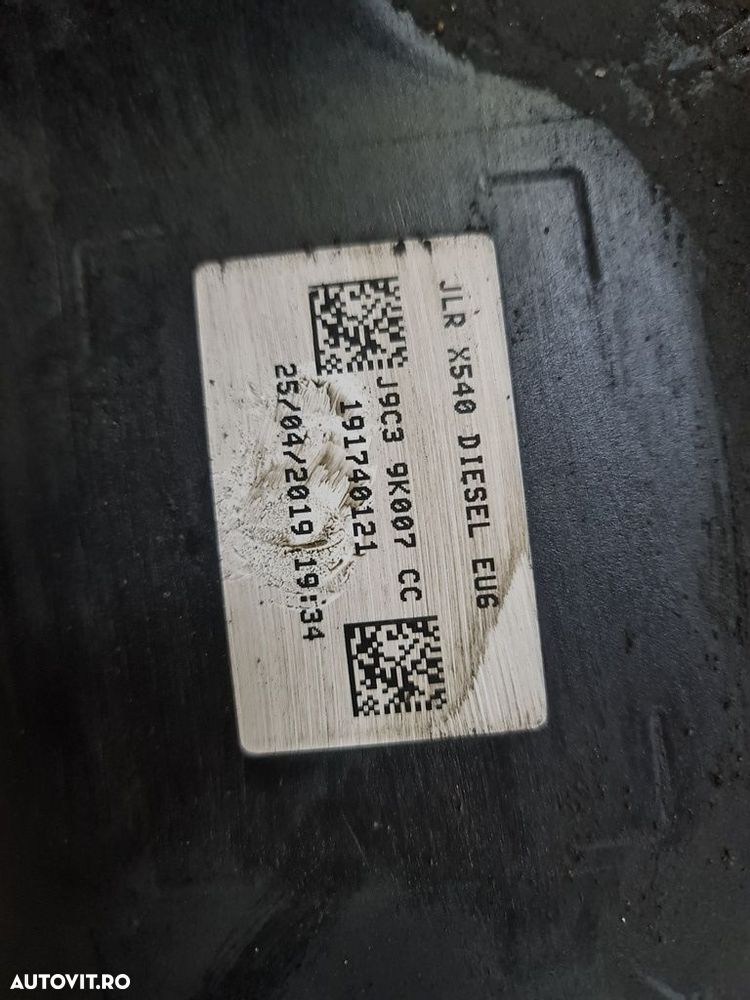 JLR X540 DIESEL EU6
J9C3 9K007 CC
191740121
25/04/2019 19:34
AUTOVIT.RO